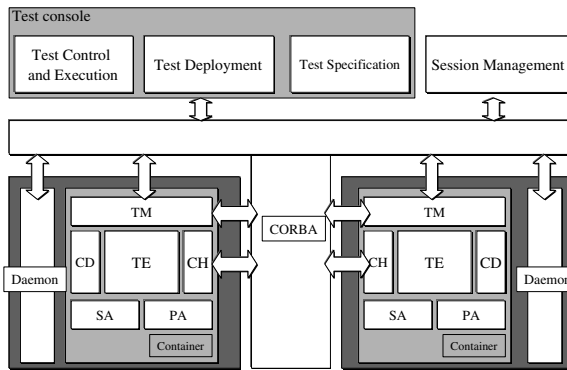 Test console
Test Control
and Execution
Test Deployment
Test Specification
Session Management
TM
CD
TE
CH
Daemon
SA
PA
Container
CORBA
TM
CH
TE
CD
Daemon
SA
PA
Container